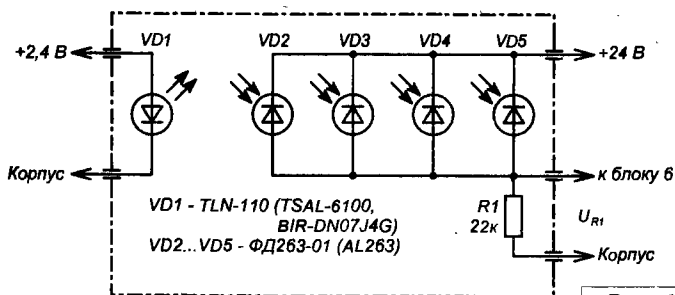 VD1 VD2 VD3 VD4 VD5
+2,4 В
+24 В
Корпус
к блоку 6
VD1 - TLN-110 (TSAL-6100,
BIR-DN07J4G)
VD2...VD5 - ФД263-01 (AL263)
R1
22к
UR1
Корпус